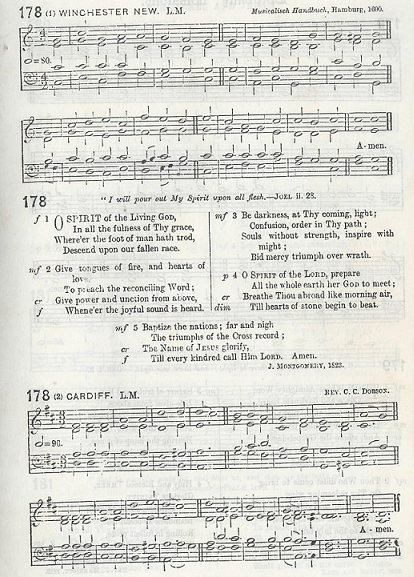 178 (1) WINCHESTER NEW. L.M. Musicalisch Handbuch, Hamburg, 1690.
= 80.
A - men.
"I will pour out My Spirit upon all flesh.—JOEL ii. 28.
178
f 1 O SPIRIT of the Living GOD,
In all the fulness of Thy grace,
Where'er the foot of man hath trod,
Descend upon our fallen race.
mf 2 Give tongues of fire, and hearts of
love,
To preach the reconciling Word;
cr Give power and unction from above,
f Where'er the joyful sound is heard.
mf 3 Be darkness, at Thy coming, light;
Confusion, order in Thy path;
Souls without strength, inspire with
might;
Bid mercy triumph over wrath.
p 4 O SPIRIT of the LORD, prepare
All the whole earth her GOD to meet;
cr Breathe Thou abroad like morning air,
dim Till hearts of stone begin to beat.
mf 5 Baptize the nations; far and nigh
The triumphs of the Cross record;
cr The Name of JESUS glorify,
f Till every kindred call Him LORD. Amen.
J. MONTGOMERY, 1823.
178 (2) CARDIFF. L.M. REV. C. C. DOBSON.
= 96.
A - men.